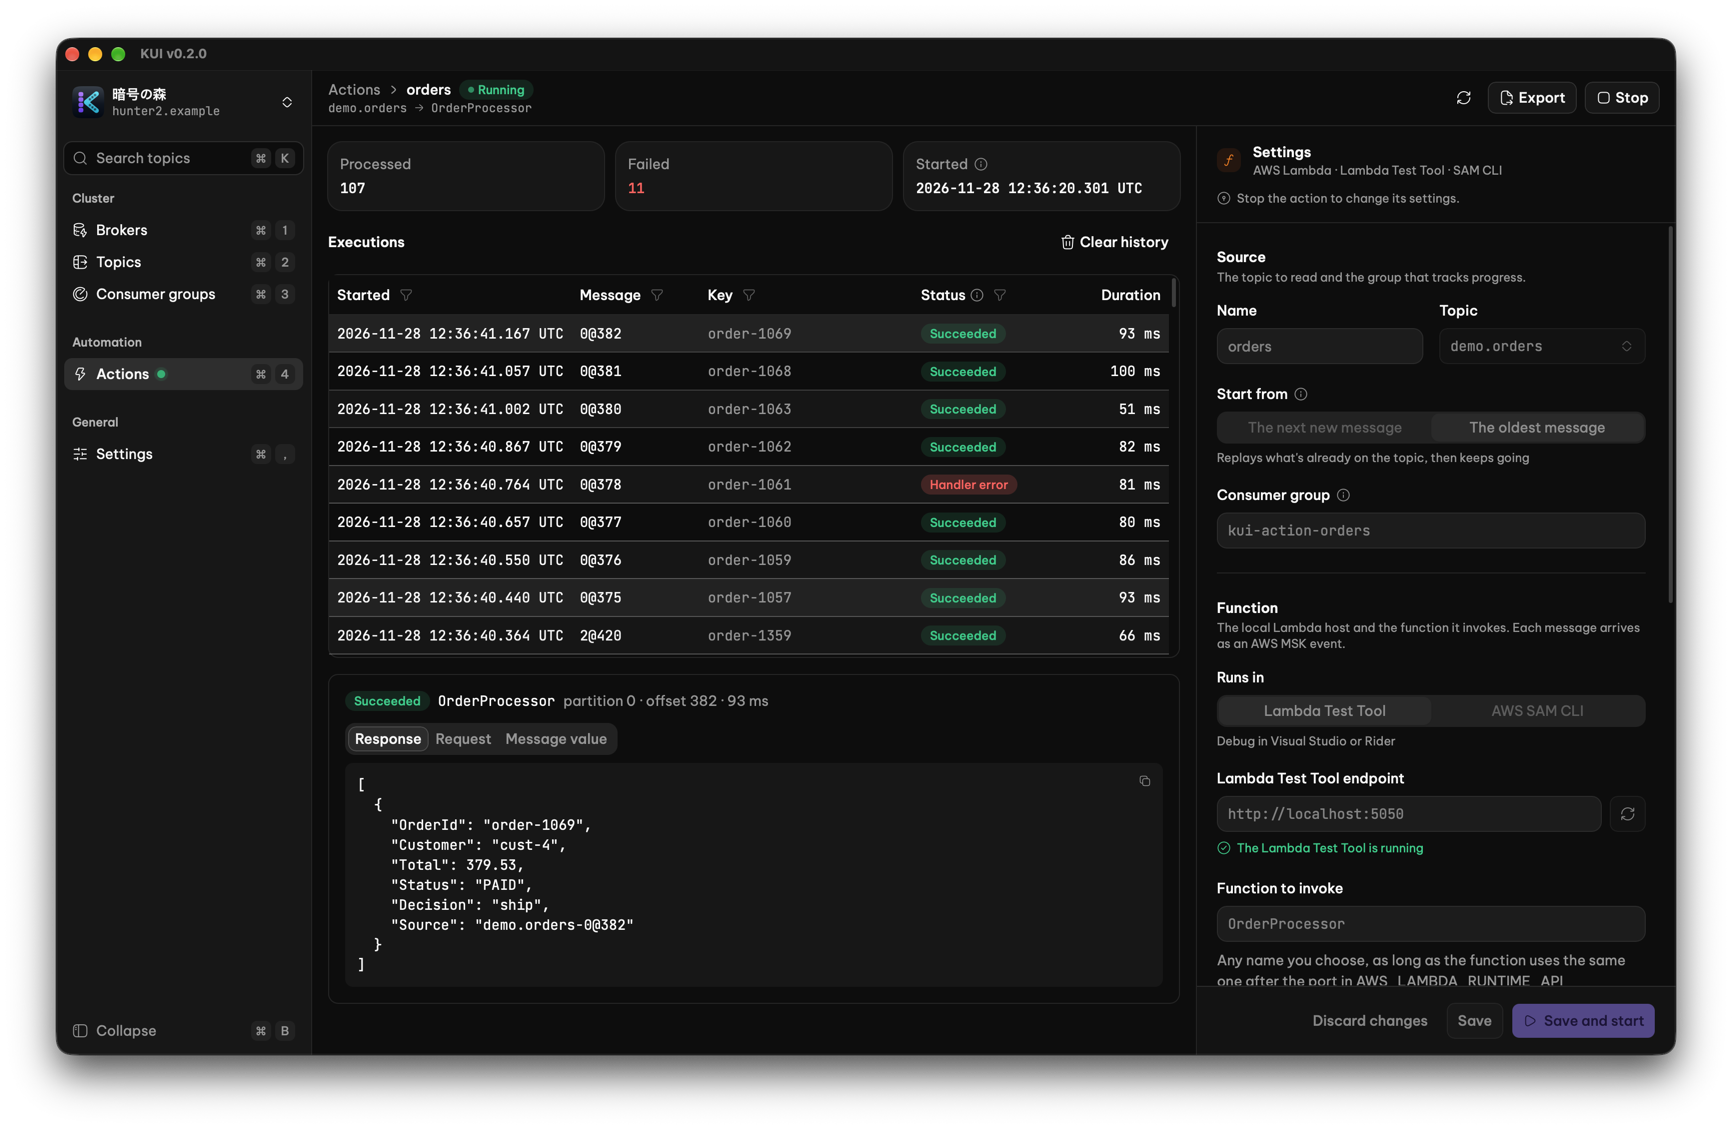 KUI v0.2.0
暗号の森
hunter2.example
Search topics ⌘ K
Cluster
Brokers ⌘ 1
Topics ⌘ 2
Consumer groups ⌘ 3
Automation
Actions ⌘ 4
General
Settings ⌘ ,
Collapse ⌘ B
Actions > orders Running
demo.orders → OrderProcessor
Export
Stop
Processed
107
Failed
11
Started
2026-11-28 12:36:20.301 UTC
Executions
Clear history
Started Message Key Status Duration
2026-11-28 12:36:41.167 UTC 0@382 order-1069 Succeeded 93 ms
2026-11-28 12:36:41.057 UTC 0@381 order-1068 Succeeded 100 ms
2026-11-28 12:36:41.002 UTC 0@380 order-1063 Succeeded 51 ms
2026-11-28 12:36:40.867 UTC 0@379 order-1062 Succeeded 82 ms
2026-11-28 12:36:40.764 UTC 0@378 order-1061 Handler error 81 ms
2026-11-28 12:36:40.657 UTC 0@377 order-1060 Succeeded 80 ms
2026-11-28 12:36:40.550 UTC 0@376 order-1059 Succeeded 86 ms
2026-11-28 12:36:40.440 UTC 0@375 order-1057 Succeeded 93 ms
2026-11-28 12:36:40.364 UTC 2@420 order-1359 Succeeded 66 ms
Succeeded OrderProcessor partition 0 · offset 382 · 93 ms
Response Request Message value
[
{
"OrderId": "order-1069",
"Customer": "cust-4",
"Total": 379.53,
"Status": "PAID",
"Decision": "ship",
"Source": "demo.orders-0@382"
}
]
Settings
AWS Lambda · Lambda Test Tool · SAM CLI
Stop the action to change its settings.
Source
The topic to read and the group that tracks progress.
Name Topic
orders demo.orders
Start from
The next new message The oldest message
Replays what's already on the topic, then keeps going
Consumer group
kui-action-orders
Function
The local Lambda host and the function it invokes. Each message arrives
as an AWS MSK event.
Runs in
Lambda Test Tool AWS SAM CLI
Debug in Visual Studio or Rider
Lambda Test Tool endpoint
http://localhost:5050
The Lambda Test Tool is running
Function to invoke
OrderProcessor
Any name you choose, as long as the function uses the same
one after the port in AWS_LAMBDA_RUNTIME_API
Discard changes Save Save and start